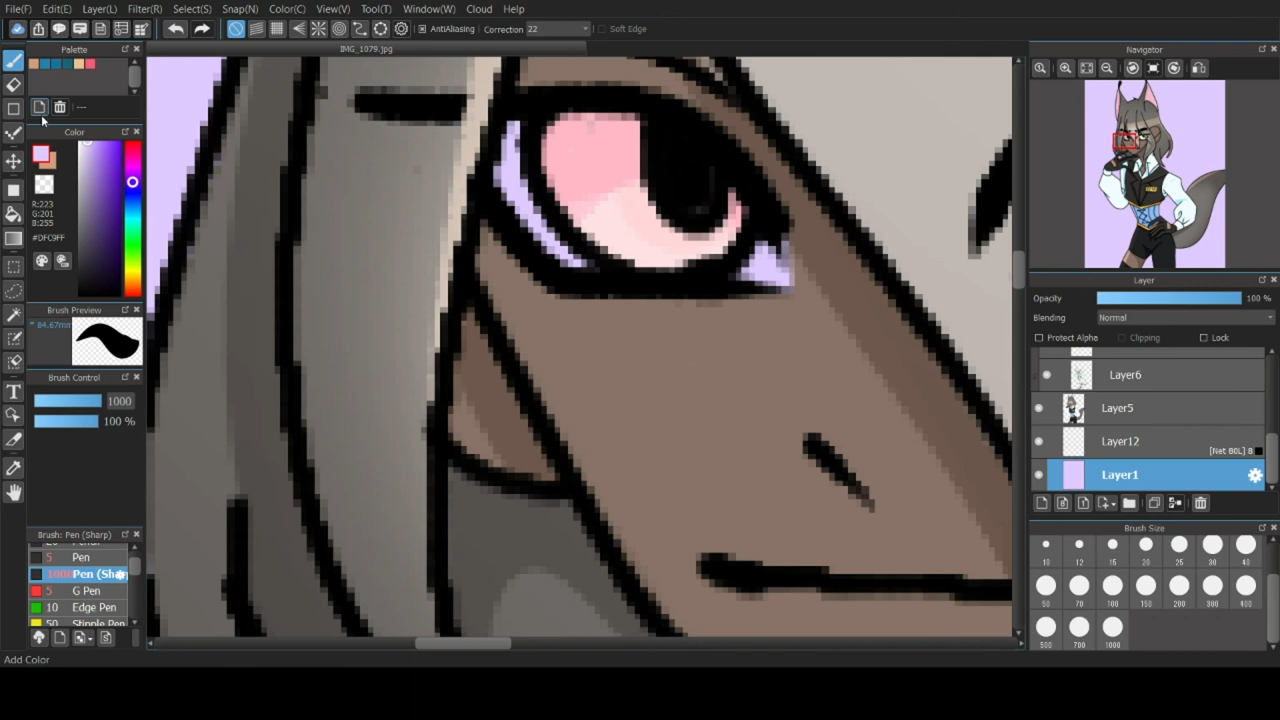 File(F) Edit(E) Layer(L) Filter(R) Select(S) Snap(N) Color(C) View(V) Tool(T) Window(W) Cloud Help
AntiAliasing Correction 22 Soft Edge
Palette
IMG_1079.jpg
Navigator
---
Color
R:223
G:201
B:255
#DFC9FF
Brush Preview
* 84.67mm
Brush Control
1000
100 %
Layer
Opacity 100 %
Blending Normal
Protect Alpha Clipping Lock
Layer6
Layer5
Layer12
[Net BOL] 8
Layer1
Brush: Pen (Sharp)
5 Pen
1000 Pen (Sha
5 G Pen
10 Edge Pen
50 Stipple Pen
Brush Size
10 12 15 20 25 30 40
50 70 100 150 200 300 400
500 700 1000
T
Add Color